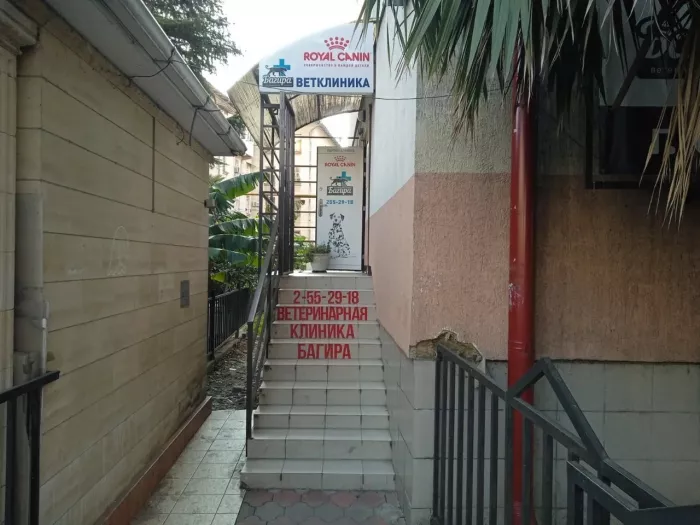 ROYAL CANIN
Багира
ВЕТКЛИНИКА
ROYAL CANIN
Багира
255-29-18
2-55-29-18
ВЕТЕРИНАРНАЯ
КЛИНИКА
БАГИРА